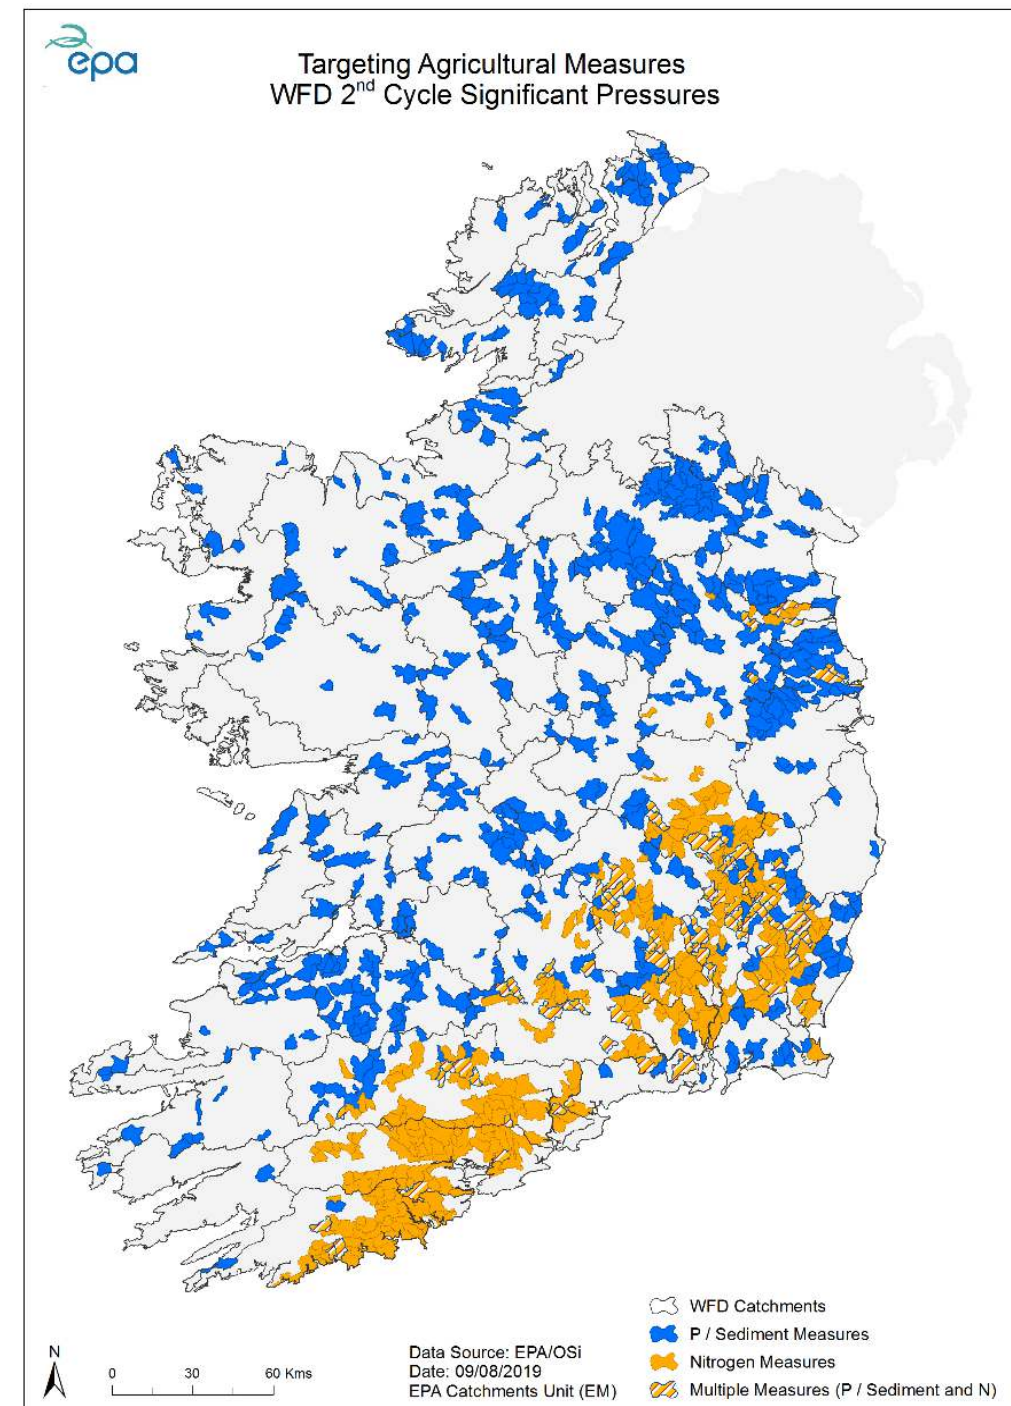 epa
Targeting Agricultural Measures
WFD 2nd Cycle Significant Pressures
WFD Catchments
P / Sediment Measures
Nitrogen Measures
Multiple Measures (P / Sediment and N)
N
0 30 60 Kms
Data Source: EPA/OSi
Date: 09/08/2019
EPA Catchments Unit (EM)